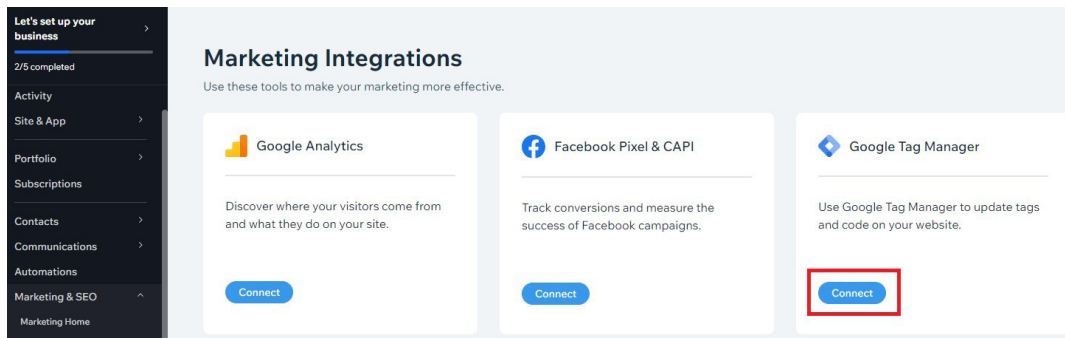 Let's set up your
business
2/5 completed
Activity
Site & App
Portfolio
Subscriptions
Contacts
Communications
Automations
Marketing & SEO
Marketing Home
Marketing Integrations
Use these tools to make your marketing more effective.
Google Analytics
Discover where your visitors come from
and what they do on your site.
Connect
Facebook Pixel & CAPI
Track conversions and measure the
success of Facebook campaigns.
Connect
Google Tag Manager
Use Google Tag Manager to update tags
and code on your website.
Connect